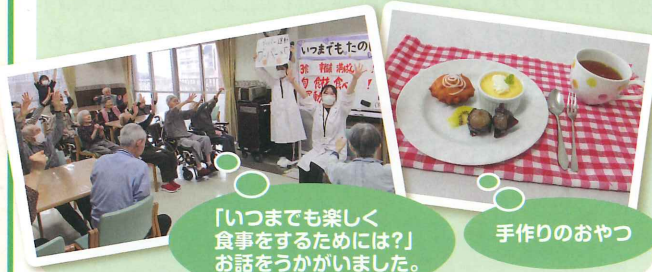 いつまでも、たの
「いつまでも楽しく
食事をするためには?」
お話をうかがいました。
手作りのおやつ